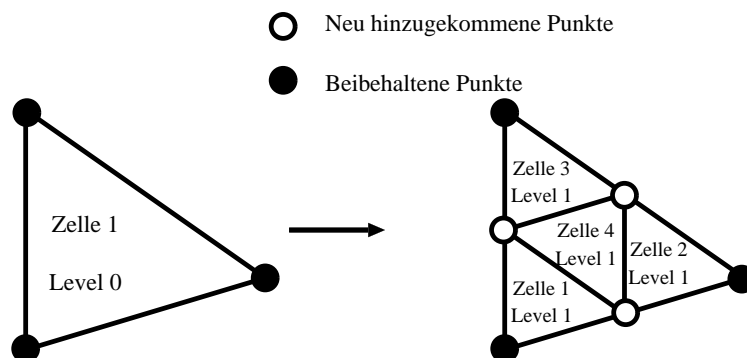 Neu hinzugekommene Punkte
Beibehaltene Punkte
Zelle 1
Level 0
Zelle 3
Level 1
Zelle 4
Level 1
Zelle 2
Level 1
Zelle 1
Level 1